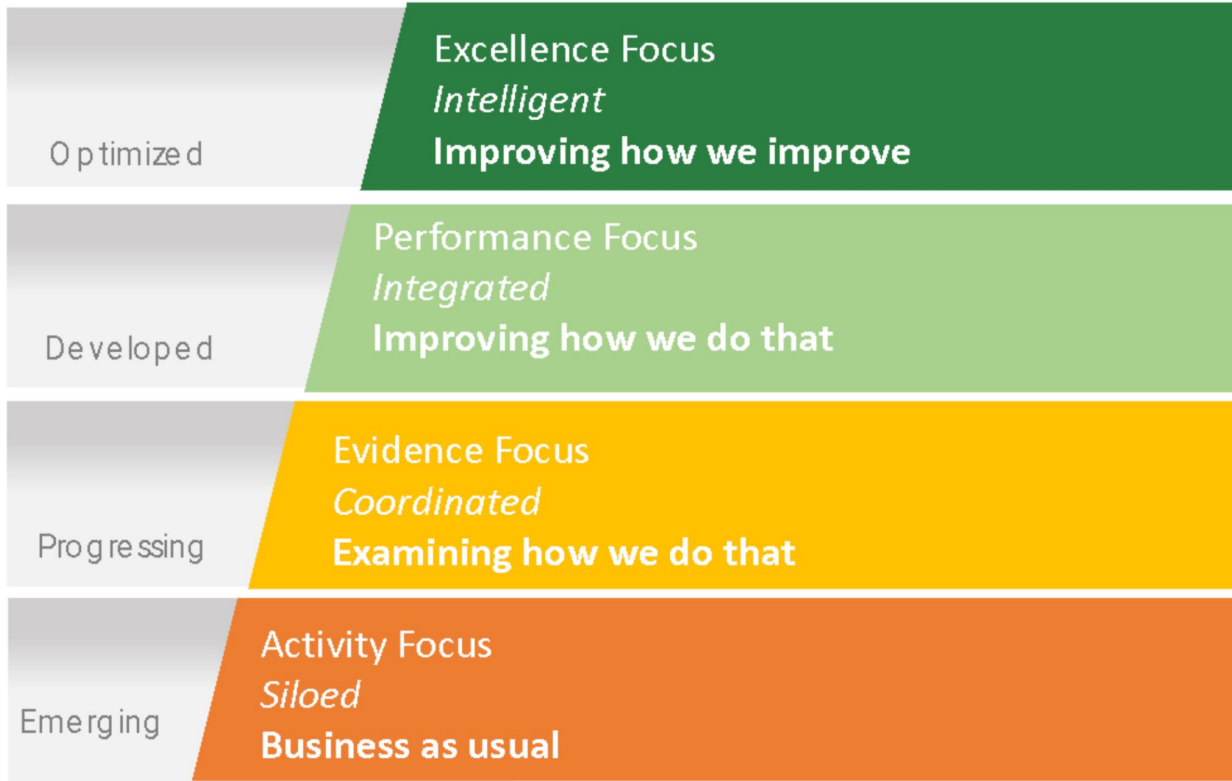 Optimized
Excellence Focus
Intelligent
Improving how we improve
Developed
Performance Focus
Integrated
Improving how we do that
Progressing
Evidence Focus
Coordinated
Examining how we do that
Emerging
Activity Focus
Siloed
Business as usual